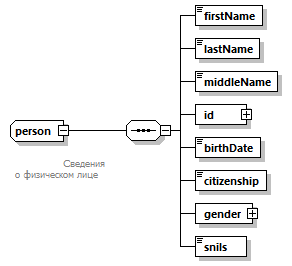 firstName
lastName
middleName
id
person
birthDate
Сведения
о физическом лице
citizenship
gender
snils